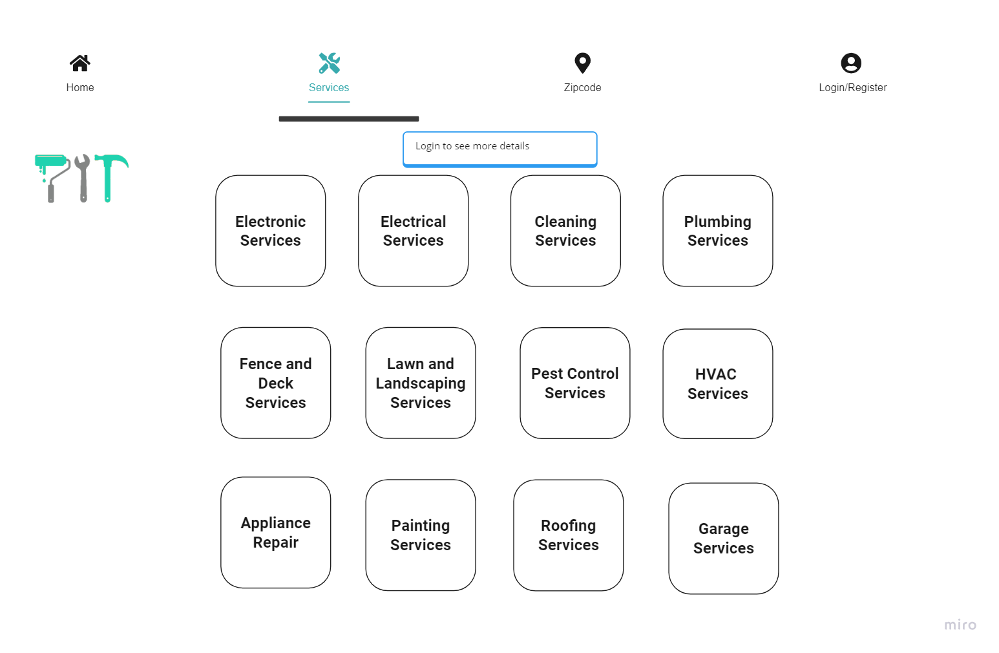 Home
Services
Zipcode
Login/Register
Login to see more details
Electronic
Services
Electrical
Services
Cleaning
Services
Plumbing
Services
Fence and
Deck
Services
Lawn and
Landscaping
Services
Pest Control
Services
HVAC
Services
Appliance
Repair
Painting
Services
Roofing
Services
Garage
Services
miro